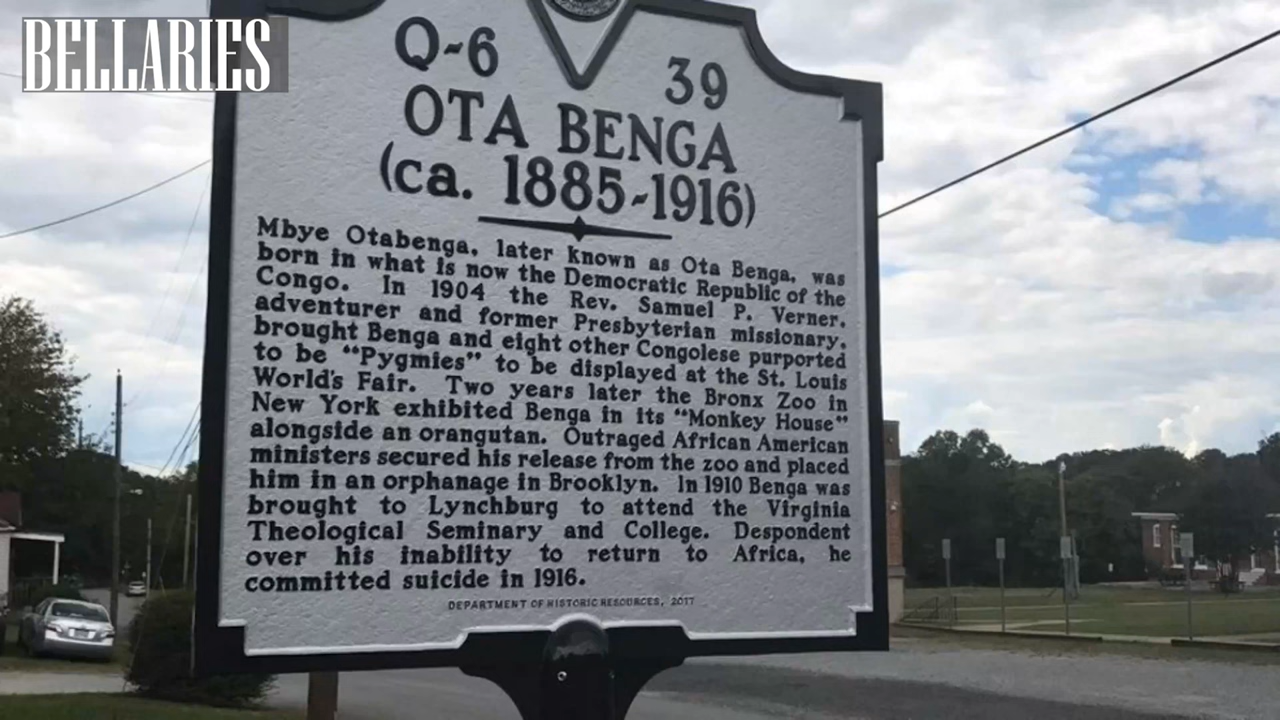 BELLARIES
Q-6 39
OTA BENGA
(ca. 1885-1916)
Mbye Otabenga, later known as Ota Benga, was
born in what is now the Democratic Republic of the
Congo. In 1904 the Rev. Samuel P. Verner,
adventurer and former Presbyterian missionary,
brought Benga and eight other Congolese purported
to be “Pygmies” to be displayed at the St. Louis
World's Fair. Two years later the Bronx Zoo in
New York exhibited Benga in its “Monkey House”
alongside an orangutan. Outraged African American
ministers secured his release from the zoo and placed
him in an orphanage in Brooklyn. In 1910 Benga was
brought to Lynchburg to attend the Virginia
Theological Seminary and College. Despondent
over his inability to return to Africa, he
committed suicide in 1916.
DEPARTMENT OF HISTORIC RESOURCES, 2017